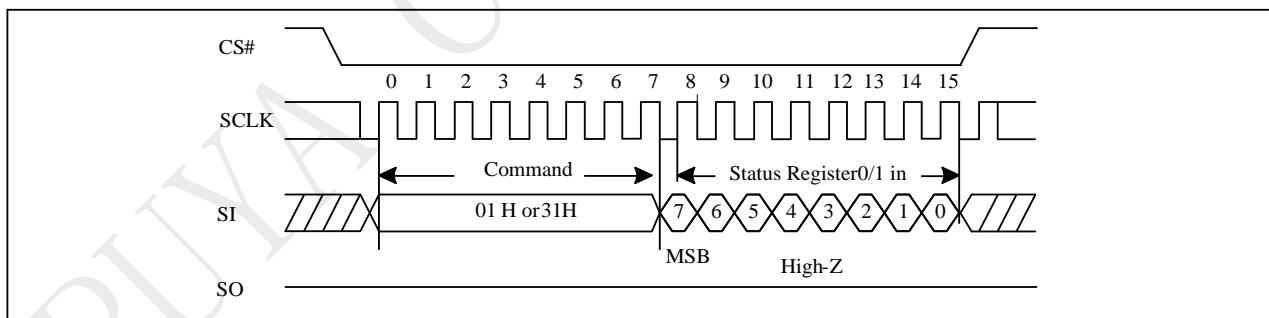 CS#
0 1 2 3 4 5 6 7 8 9 10 11 12 13 14 15
SCLK
Command Status Register0/1 in
SI 01 H or31H 7 6 5 4 3 2 1 0
MSB High-Z
SO
PUYA